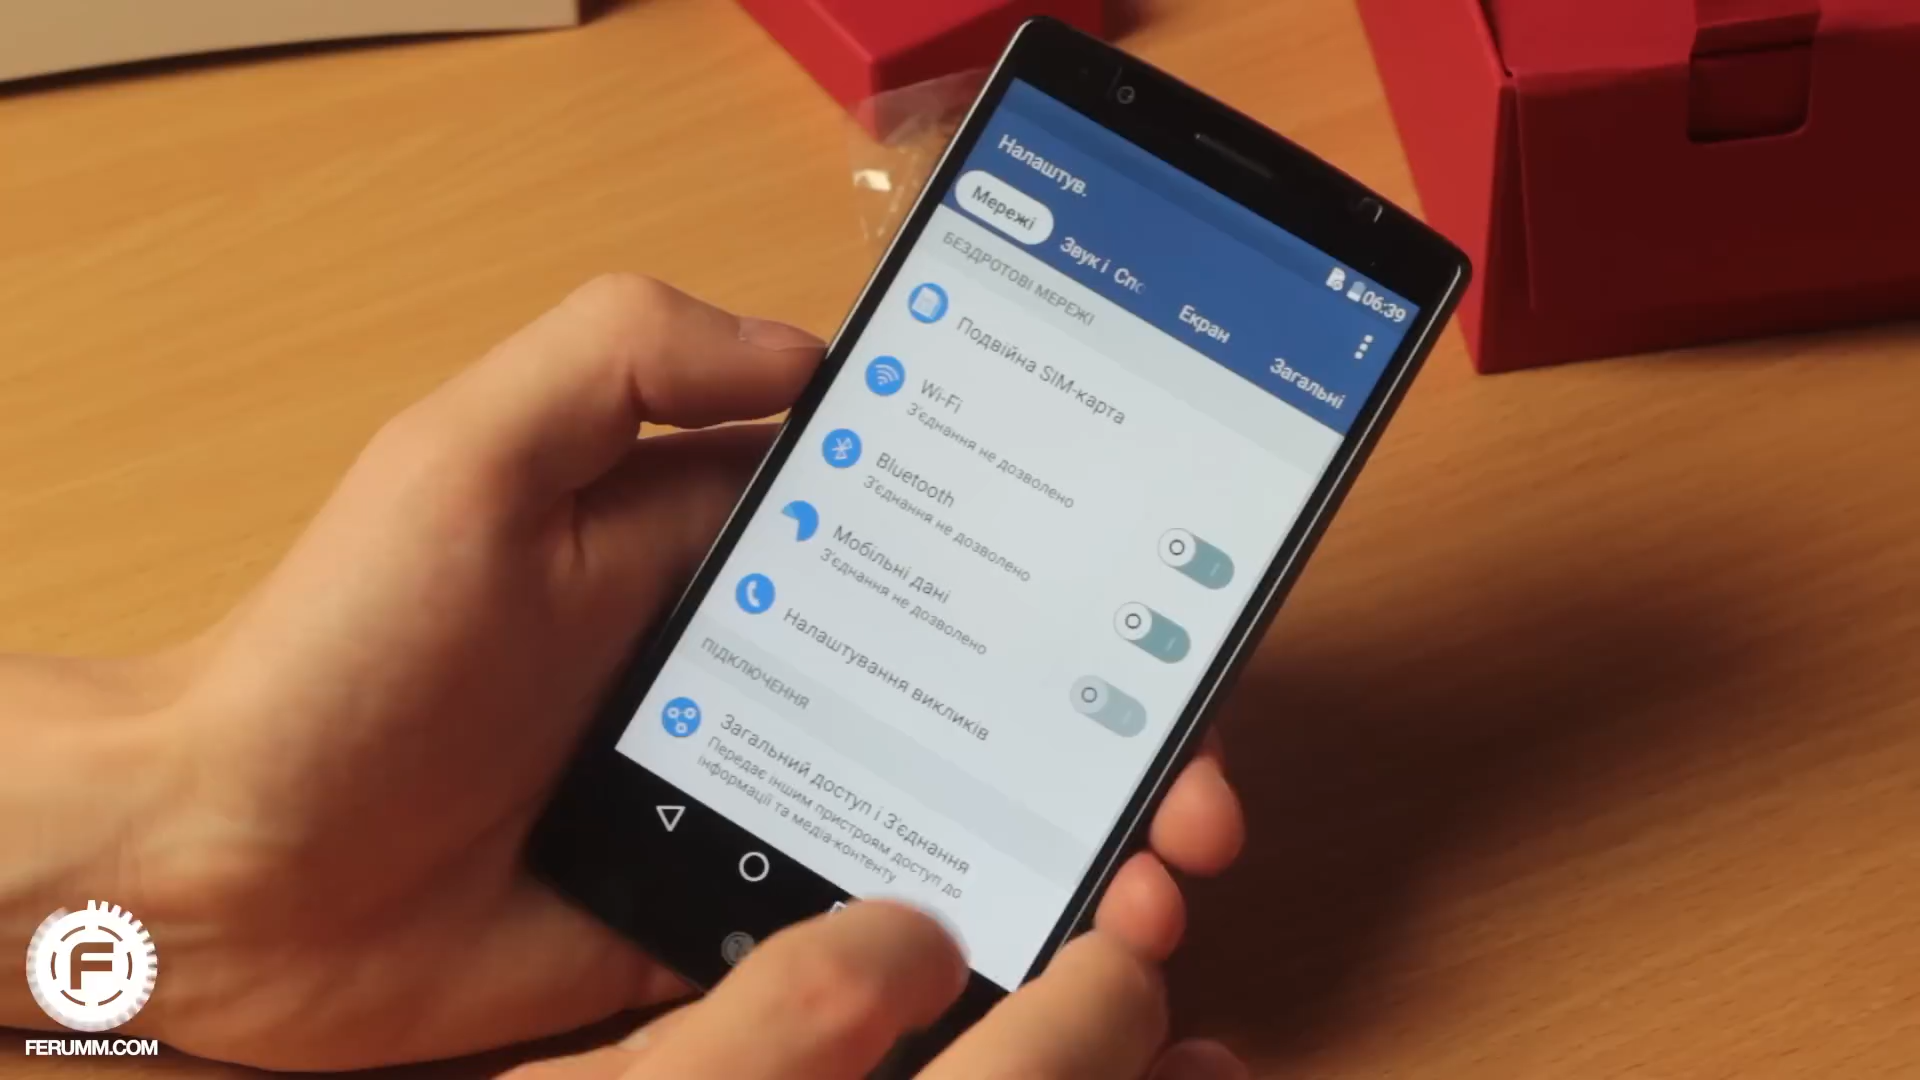 06:39
Налаштув.
Мережі
Звук і Спо
Екран
Загальні
БЕЗДРОТОВІ МЕРЕЖІ
Подвійна SIM-карта
Wi-Fi
З'єднання не дозволено
Bluetooth
З'єднання не дозволено
Мобільні дані
З'єднання не дозволено
Налаштування викликів
ПІДКЛЮЧЕННЯ
Загальний доступ і З'єднання
Передає іншим пристроям доступ до
інформації та медіа-контенту
F
FERUMM.COM